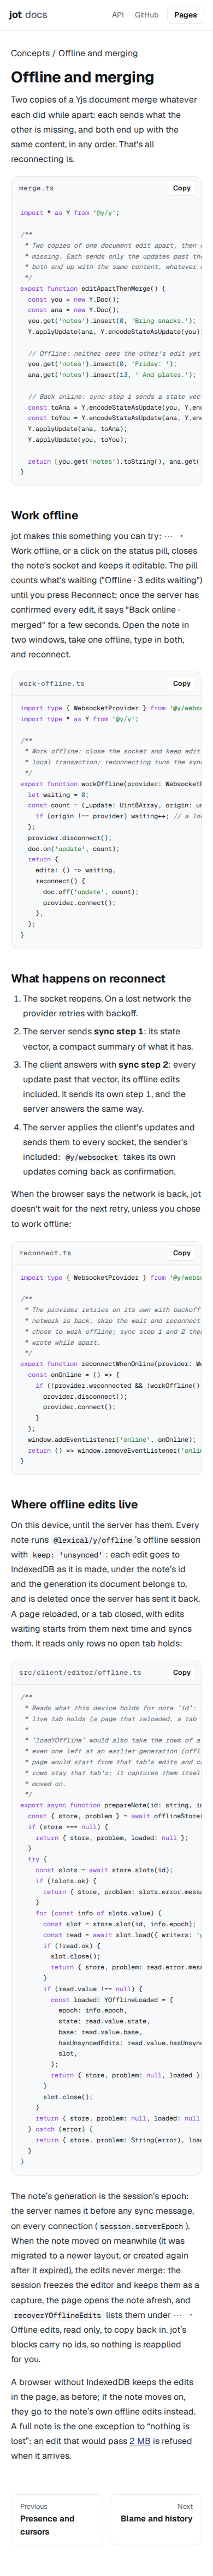 jot docs
API GitHub Pages
Concepts / Offline and merging
Offline and merging
Two copies of a Yjs document merge whatever
each did while apart: each sends what the
other is missing, and both end up with the
same content, in any order. That's all
reconnecting is.
merge.ts Copy
import * as Y from '@y/y';
/**
* Two copies of one document edit apart, then
* missing. Each sends only the updates past the
* both end up with the same content, whatever
*/
export function editApartThenMerge() {
const you = new Y.Doc();
const ana = new Y.Doc();
you.get('notes').insert(0, 'Bring snacks.');
Y.applyUpdate(ana, Y.encodeStateAsUpdate(you)
// Offline: neither sees the other's edit yet
you.get('notes').insert(0, 'Friday: ');
ana.get('notes').insert(13, ' And plates.');
// Back online: sync step 1 sends a state vec
const toAna = Y.encodeStateAsUpdate(you, Y.en
const toYou = Y.encodeStateAsUpdate(ana, Y.en
Y.applyUpdate(ana, toAna);
Y.applyUpdate(you, toYou);
return [you.get('notes').toString(), ana.get(
}
Work offline
jot makes this something you can try: ⋯ →
Work offline, or a click on the status pill, closes
the note's socket and keeps it editable. The pill
counts what's waiting ("Offline · 3 edits waiting")
until you press Reconnect; once the server has
confirmed every edit, it says "Back online ·
merged" for a few seconds. Open the note in
two windows, take one offline, type in both,
and reconnect.
work-offline.ts Copy
import type { WebsocketProvider } from '@y/webs
import type * as Y from '@y/y';
/**
* Work offline: close the socket and keep edit
* local transaction; reconnecting runs the syn
*/
export function workOffline(provider: Websocket
let waiting = 0;
const count = (_update: Uint8Array, origin: u
if (origin !== provider) waiting++; // a lo
};
provider.disconnect();
doc.on('update', count);
return {
edits: () => waiting,
reconnect() {
doc.off('update', count);
provider.connect();
},
};
}
What happens on reconnect
1. The socket reopens. On a lost network the
provider retries with backoff.
2. The server sends sync step 1: its state
vector, a compact summary of what it has.
3. The client answers with sync step 2: every
update past that vector, its offline edits
included. It sends its own step 1, and the
server answers the same way.
4. The server applies the client's updates and
sends them to every socket, the sender's
included: @y/websocket takes its own
updates coming back as confirmation.
When the browser says the network is back, jot
doesn't wait for the next retry, unless you chose
to work offline:
reconnect.ts Copy
import type { WebsocketProvider } from '@y/webs
/**
* The provider retries on its own with backoff
* network is back, skip the wait and reconnect
* chose to work offline; sync step 1 and 2 the
* wrote while apart.
*/
export function reconnectWhenOnline(provider: We
const onOnline = () => {
if (!provider.wsconnected && !workOffline()
provider.disconnect();
provider.connect();
}
};
window.addEventListener('online', onOnline);
return () => window.removeEventListener('onli
}
Where offline edits live
On this device, until the server has them. Every
note runs @lexical/y/offline's offline session
with keep: 'unsynced': each edit goes to
IndexedDB as it is made, under the note's id
and the generation its document belongs to,
and is deleted once the server has sent it back.
A page reloaded, or a tab closed, with edits
waiting starts from them next time and syncs
them. It reads only rows no open tab holds:
src/client/editor/offline.ts Copy
/**
* Reads what this device holds for note `id`:
* live tab holds (a page that reloaded, a tab
*
* `loadYOffline` would also take the rows of a
* even one left at an earlier generation (offl
* page would start from that tab's edits and c
* rows stay that tab's; it captures them itsel
* moved on.
*/
export async function prepareNote(id: string, i
const { store, problem } = await offlineStore(
if (store === null) {
return { store, problem, loaded: null };
}
try {
const slots = await store.slots(id);
if (!slots.ok) {
return { store, problem: slots.error.messa
}
for (const info of slots.value) {
const slot = store.slot(id, info.epoch);
const read = await slot.load({ writers: '
if (!read.ok) {
slot.close();
return { store, problem: read.error.mes
}
if (read.value !== null) {
const loaded: YOfflineLoaded = {
epoch: info.epoch,
state: read.value.state,
base: read.value.base,
hasUnsyncedEdits: read.value.hasUnsync
slot,
};
return { store, problem: null, loaded }
}
slot.close();
}
return { store, problem: null, loaded: null
} catch (error) {
return { store, problem: String(error), loa
}
}
The note's generation is the session's epoch:
the server names it before any sync message,
on every connection (session.serverEpoch).
When the note moved on meanwhile (it was
migrated to a newer layout, or created again
after it expired), the edits never merge: the
session freezes the editor and keeps them as a
capture, the page opens the note afresh, and
recoverYOfflineEdits lists them under ⋯ →
Offline edits, read only, to copy back in. jot's
blocks carry no ids, so nothing is reapplied
for you.
A browser without IndexedDB keeps the edits
in the page, as before; if the note moves on,
they go to the note's own offline edits instead.
A full note is the one exception to "nothing is
lost": an edit that would pass 2 MB is refused
when it arrives.
Previous
Presence and
cursors
Next
Blame and history